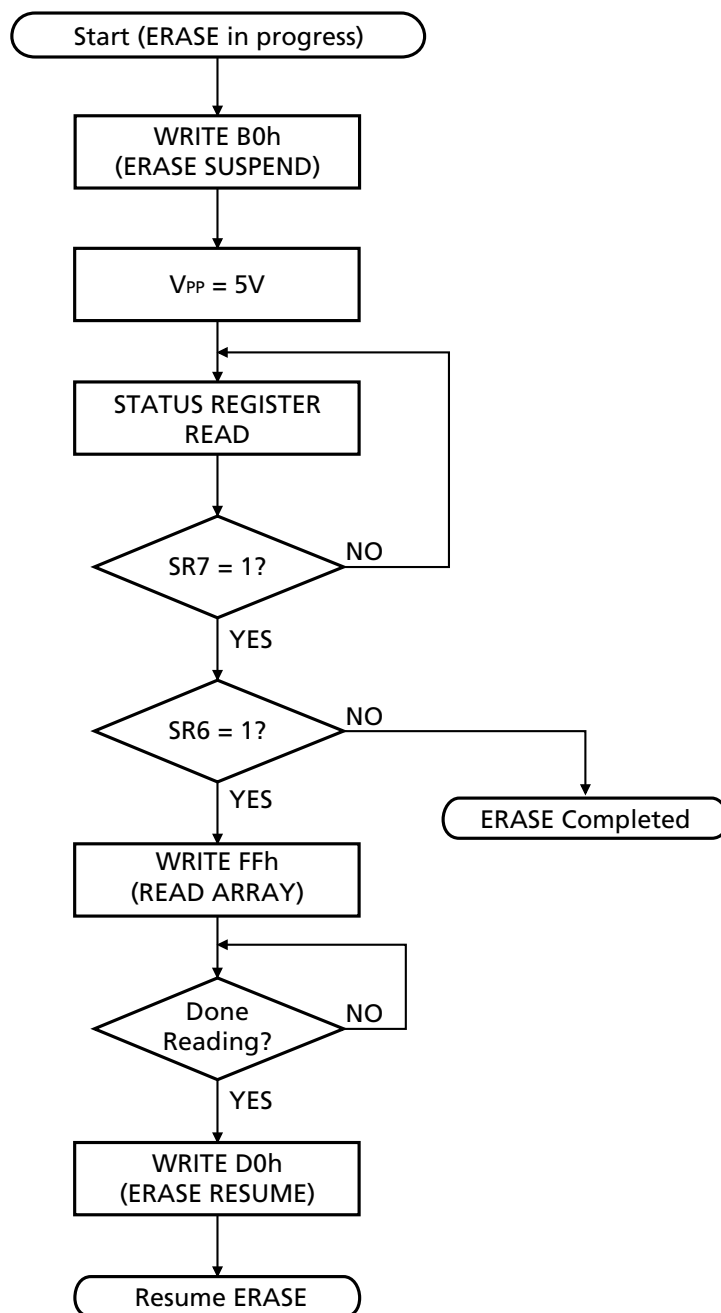 Start (ERASE in progress)
WRITE B0h
(ERASE SUSPEND)
VPP = 5V
STATUS REGISTER
READ
SR7 = 1?
NO
YES
SR6 = 1?
NO
YES
ERASE Completed
WRITE FFh
(READ ARRAY)
Done
Reading?
NO
YES
WRITE D0h
(ERASE RESUME)
Resume ERASE